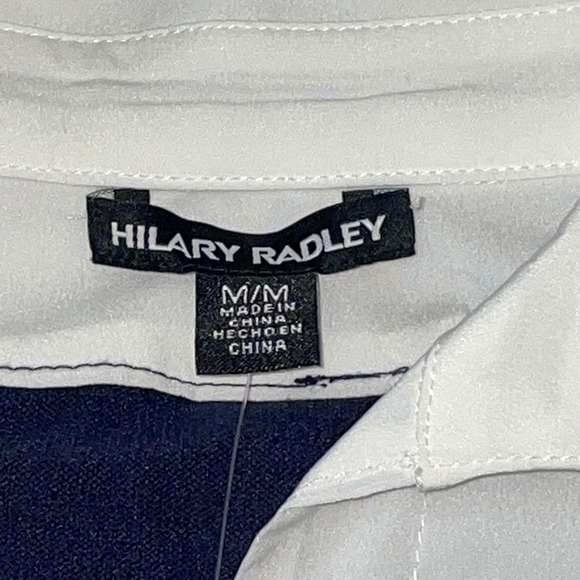 HILARY RADLEY
M/M
MADE IN
CHINA
HECHO EN
CHINA